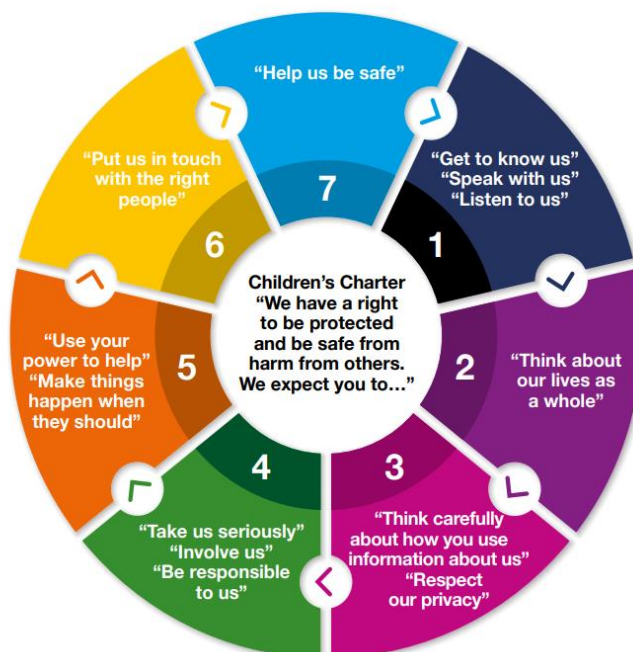 Children's Charter
“We have a right
to be protected
and be safe from
harm from others.
We expect you to…”
1
“Get to know us”
“Speak with us”
“Listen to us”
2
“Think about
our lives as
a whole”
3
“Think carefully
about how you use
information about us”
“Respect
our privacy”
4
“Take us seriously”
“Involve us”
“Be responsible
to us”
5
“Use your
power to help”
“Make things
happen when
they should”
6
“Put us in touch
with the right
people”
7
“Help us be safe”